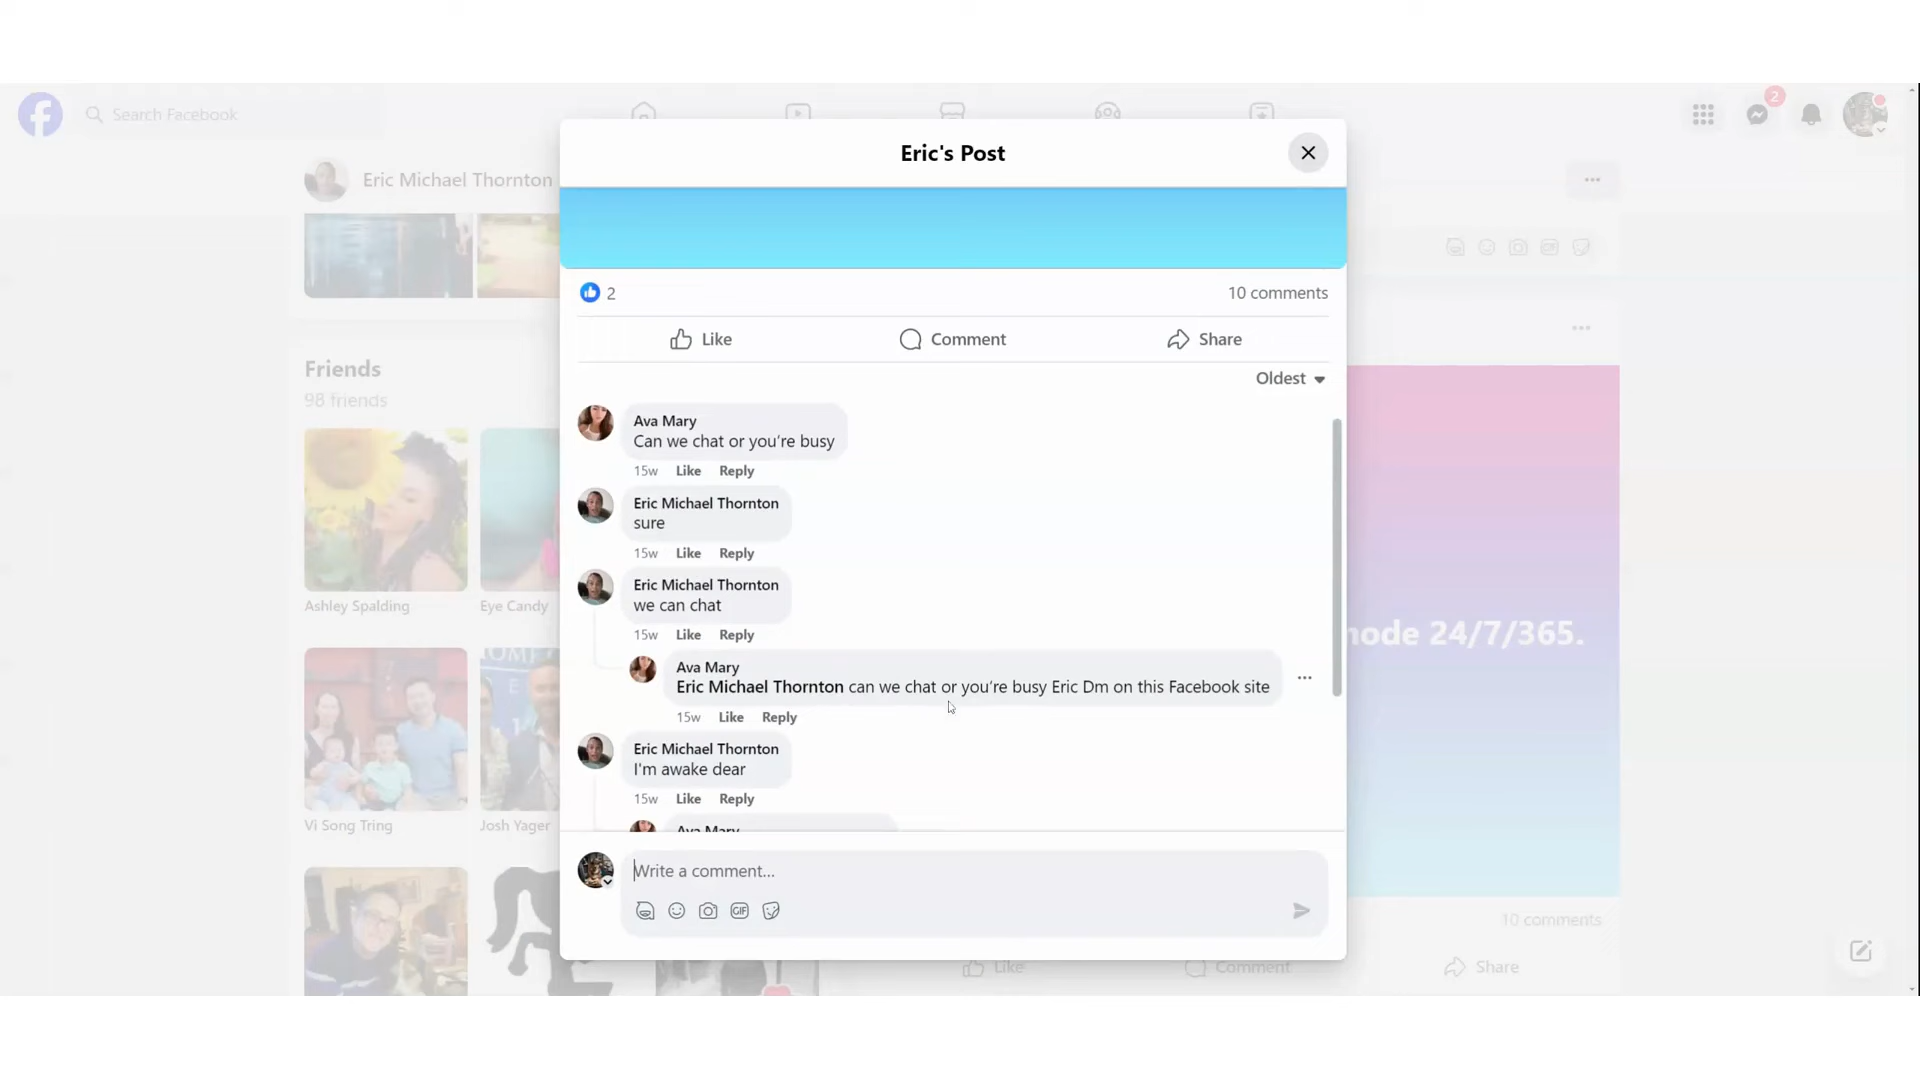 Search Facebook
2
Eric's Post
Eric Michael Thornton
2
10 comments
Like
Comment
Share
Oldest
Friends
98 friends
Ava Mary
Can we chat or you're busy
15w Like Reply
Eric Michael Thornton
sure
15w Like Reply
Ashley Spalding
Eye Candy
Eric Michael Thornton
we can chat
15w Like Reply
node 24/7/365.
Ava Mary
Eric Michael Thornton can we chat or you're busy Eric Dm on this Facebook site
15w Like Reply
Eric Michael Thornton
I'm awake dear
15w Like Reply
Vi Song Tring
Josh Yager
Ava Mary
Write a comment...
GIF
10 comments
Like
Comment
Share